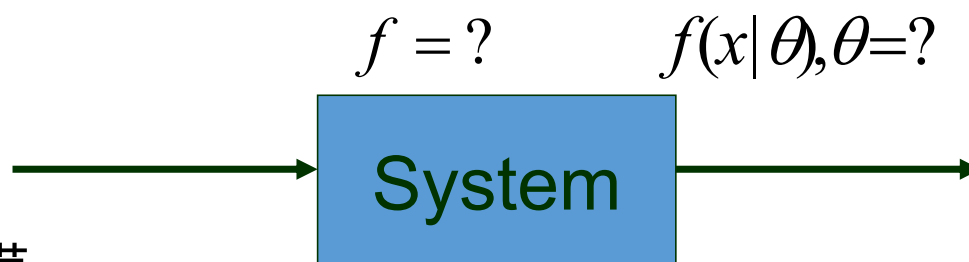 f = ? f(x|θ),θ=?
System